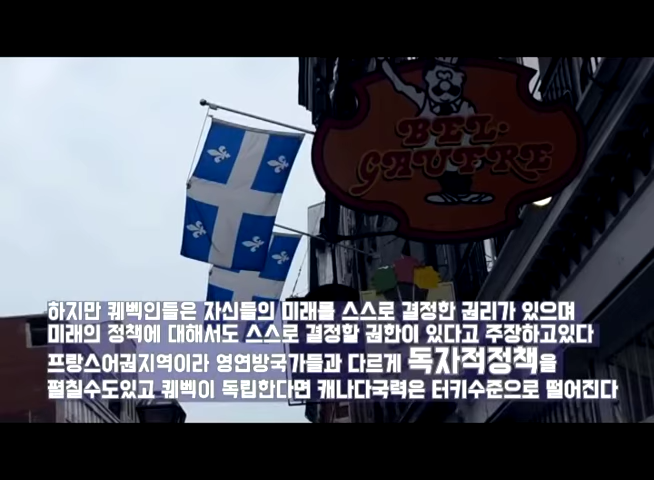 BEL-
GAUFRE
하지만 퀘벡인들은 자신들의 미래를 스스로 결정한 권리가 있으며
미래의 정책에 대해서도 스스로 결정할 권한이 있다고 주장하고있다
프랑스어권지역이라 영연방국가들과 다르게 독자적정책을
펼칠수도있고 퀘벡이 독립한다면 캐나다국력은 터키수준으로 떨어진다